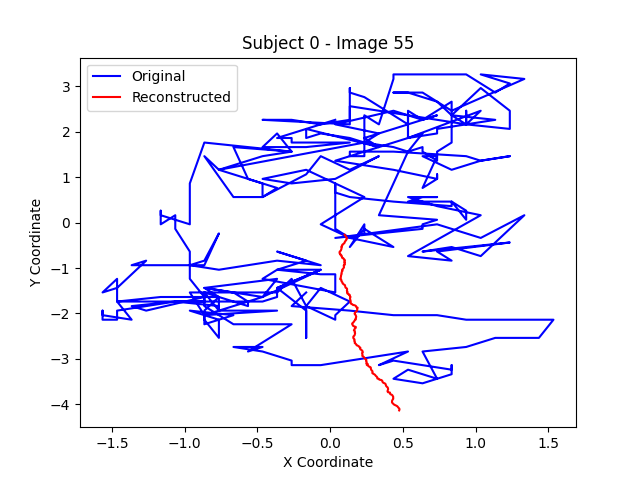 Subject 0 - Image 55
Original
Reconstructed
Y Coordinate
3
2
1
0
−1
−2
−3
−4
−1.5 −1.0 −0.5 0.0 0.5 1.0 1.5
X Coordinate